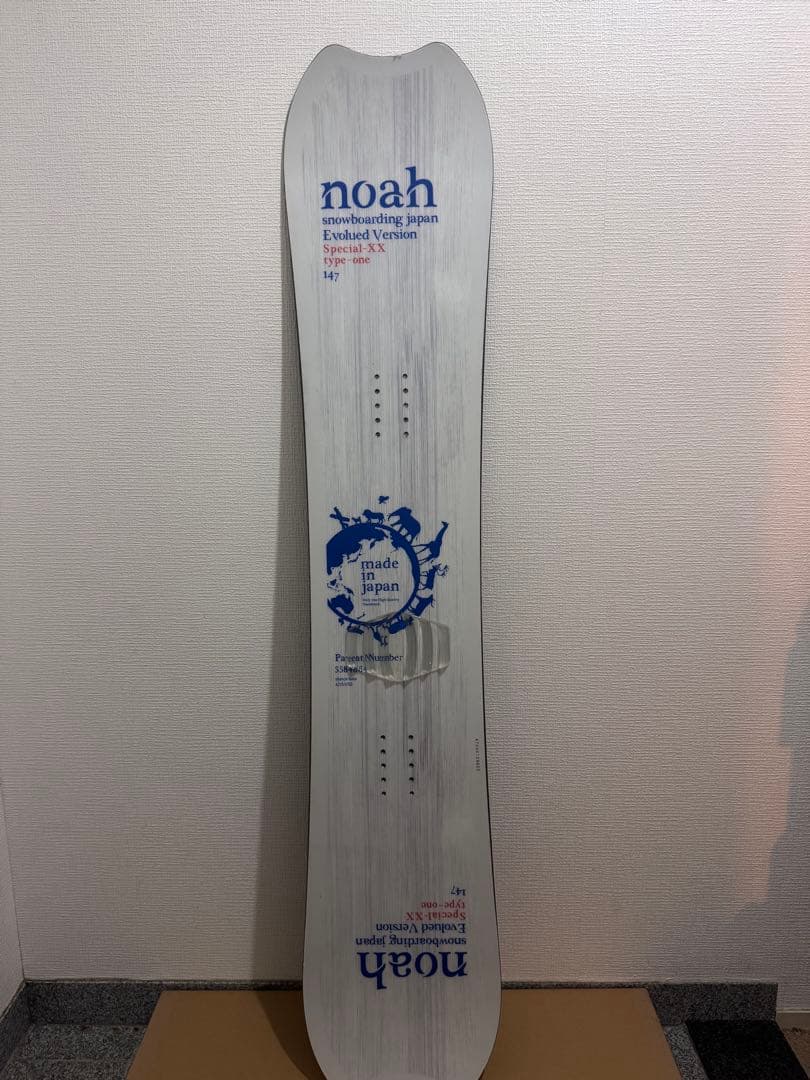 noah
snowboarding japan
Evolued Version
Special-XX
type-one
147
made
in
japan
Number
147
type-one
Special-XX
Evolued Version
snowboarding japan
noah